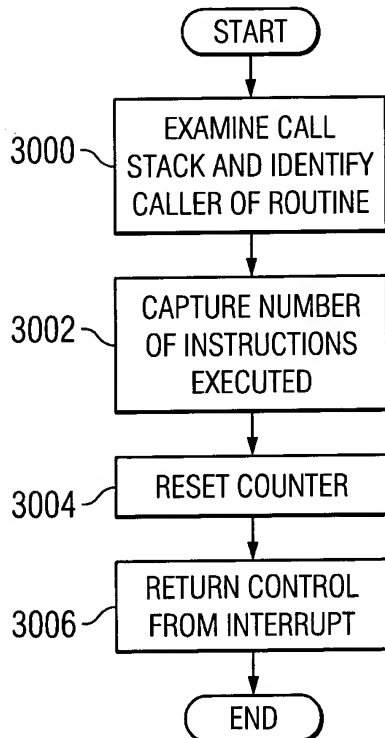 START
3000
EXAMINE CALL
STACK AND IDENTIFY
CALLER OF ROUTINE
3002
CAPTURE NUMBER
OF INSTRUCTIONS
EXECUTED
3004
RESET COUNTER
3006
RETURN CONTROL
FROM INTERRUPT
END